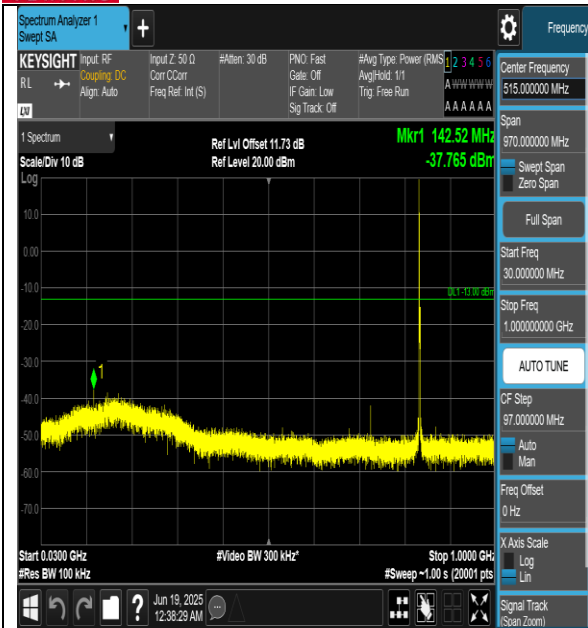 Spectrum Analyzer 1
Swept SA
Frequency
KEYSIGHT
RL
LXI
Input: RF
Coupling: DC
Align: Auto
Input Z: 50 Ω
Corr CCorr
Freq Ref: Int (S)
#Atten: 30 dB
PNO: Fast
Gate: Off
IF Gain: Low
Sig Track: Off
#Avg Type: Power (RMS
Avg|Hold: 1/1
Trig: Free Run
1 2 3 4 5 6
A W W W W W
A A A A A A
1 Spectrum
Scale/Div 10 dB
Log
Ref Lvl Offset 11.73 dB
Ref Level 20.00 dBm
Mkr1 142.52 MHz
-37.765 dBm
10.0
0.00
-10.0
-20.0
-30.0
-40.0
-50.0
-60.0
-70.0
DL1 -13.00 dBm
1
Start 0.0300 GHz
#Res BW 100 kHz
#Video BW 300 kHz*
Stop 1.0000 GHz
#Sweep ~1.00 s (20001 pts
Jun 19, 2025
12:38:29 AM
?
Center Frequency
515.000000 MHz
Span
970.000000 MHz
Swept Span
Zero Span
Full Span
Start Freq
30.000000 MHz
Stop Freq
1.000000000 GHz
AUTO TUNE
CF Step
97.000000 MHz
Auto
Man
Freq Offset
0 Hz
X Axis Scale
Log
Lin
Signal Track
(Span Zoom)